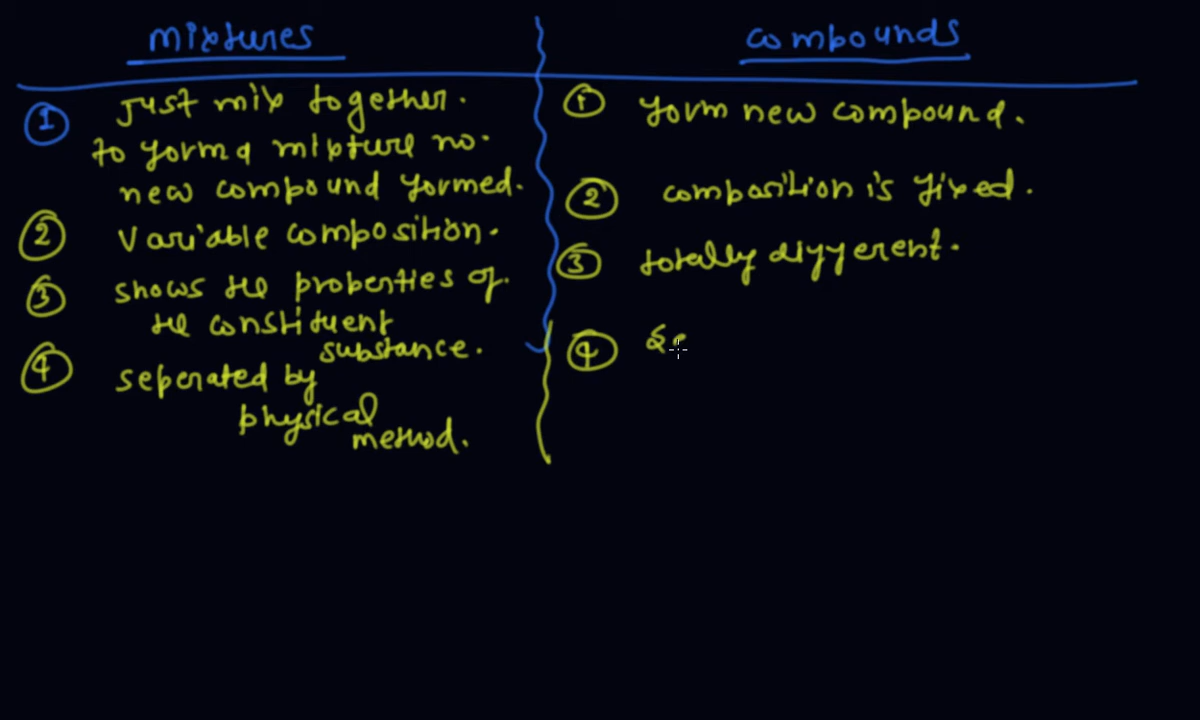 mixtures
compounds
1 Just mix together.
to form a mixture no.
new compound formed.
2 Variable composition.
3 shows the properties of.
the constituent
substance.
4 seperated by
physical
method.
1 form new compound.
2 composition is fixed.
3 totally different.
4 Se